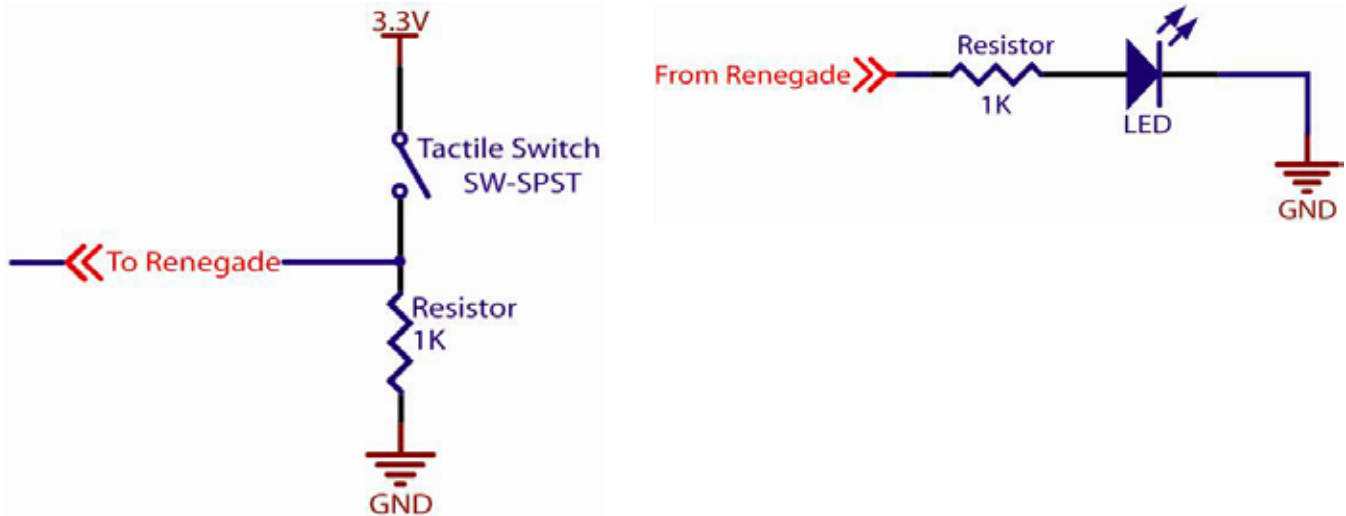 3.3V
Tactile Switch
SW-SPST
To Renegade
Resistor
1K
GND
From Renegade
Resistor
1K
LED
GND